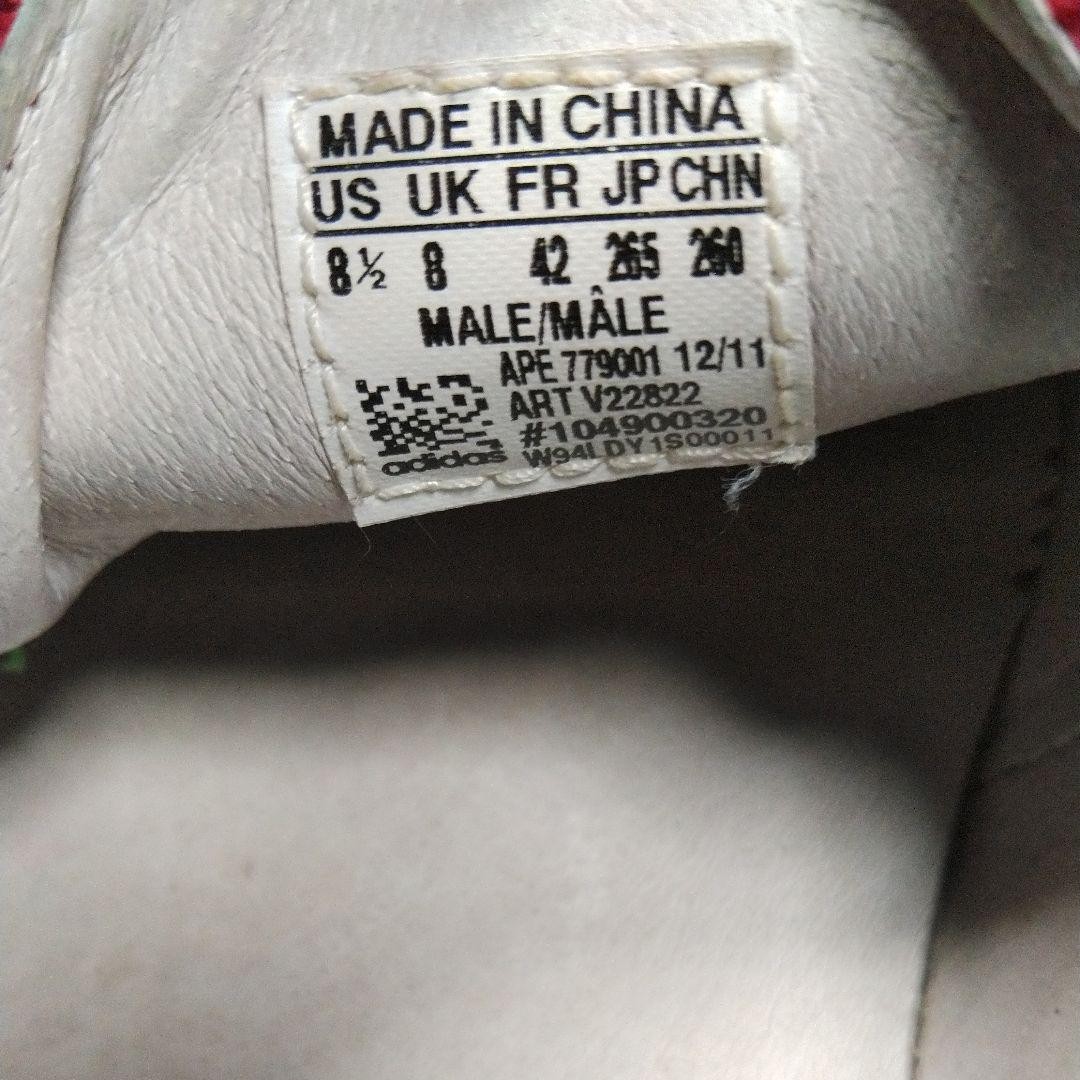 MADE IN CHINA
US UK FR JP CHN
8½ 8 42 265 260
MALE/MÂLE
APE 779001 12/11
ART V22822
#104900320
adidas W94LDY1S00011